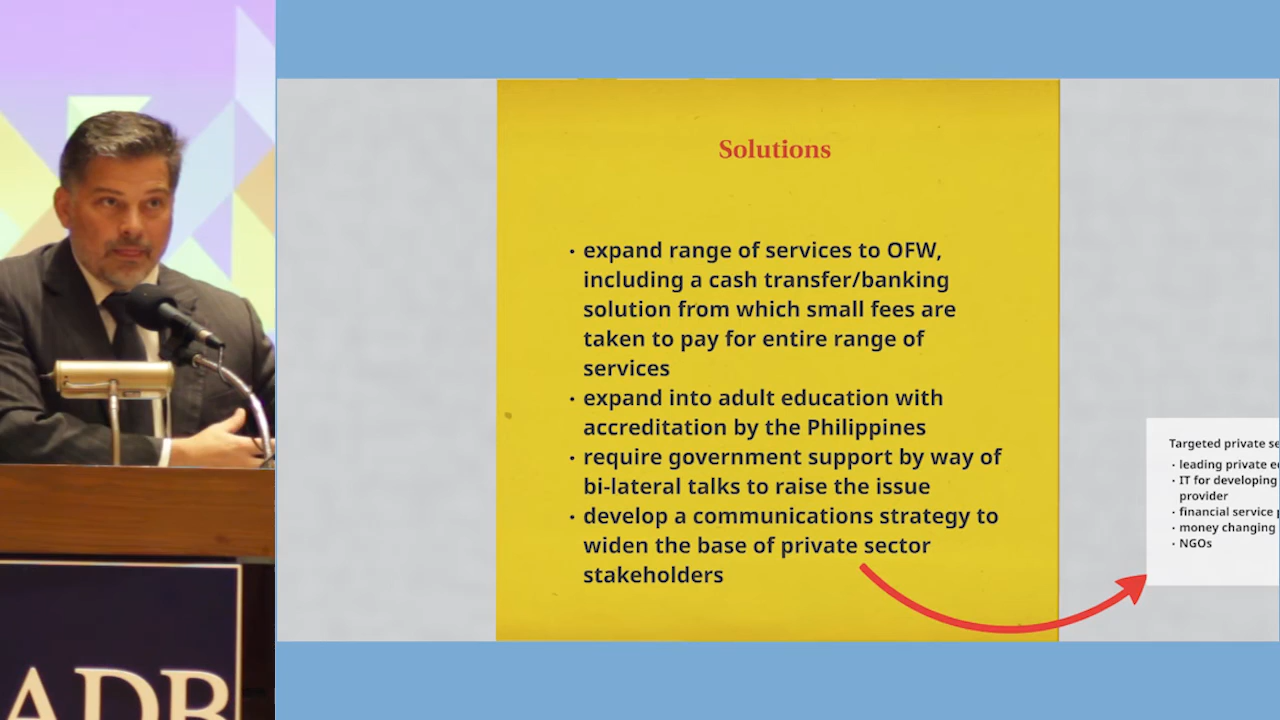 Solutions
· expand range of services to OFW,
including a cash transfer/banking
solution from which small fees are
taken to pay for entire range of
services
· expand into adult education with
accreditation by the Philippines
· require government support by way of
bi-lateral talks to raise the issue
· develop a communications strategy to
widen the base of private sector
stakeholders
Targeted private se
· leading private e
· IT for developing
provider
· financial service p
· money changing
· NGOs
ADB